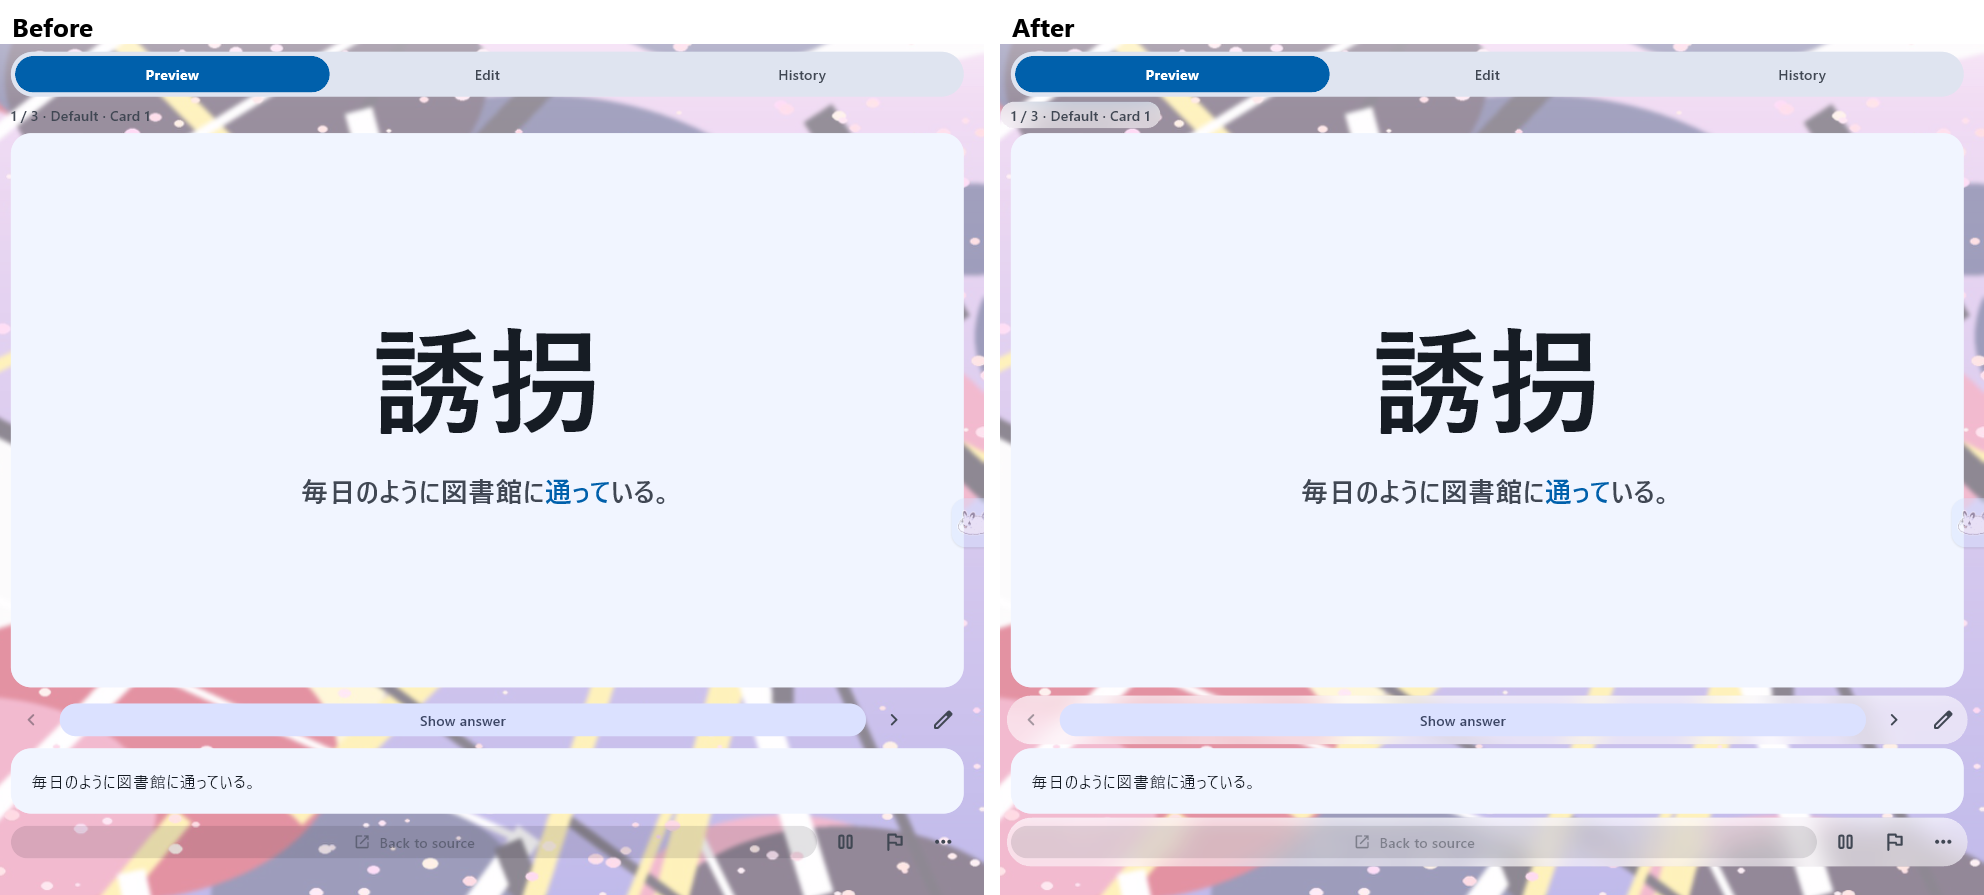 Before
Preview Edit History
1 / 3 · Default · Card 1
誘拐
毎日のように図書館に通っている。
Show answer
毎日のように図書館に通っている。
Back to source
After
Preview Edit History
1 / 3 · Default · Card 1
誘拐
毎日のように図書館に通っている。
Show answer
毎日のように図書館に通っている。
Back to source